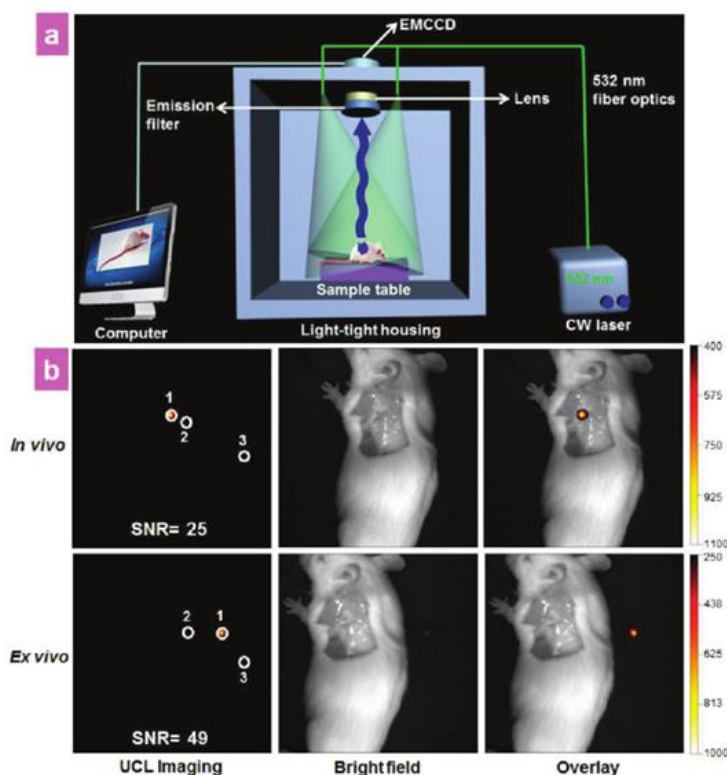 a
EMCCD
Emission
filter
Lens
532 nm
fiber optics
532 nm
Sample table
Computer
Light-tight housing
CW laser
b
In vivo
1
2
3
SNR= 25
400
575
750
925
1100
Ex vivo
2
1
3
SNR= 49
250
438
625
813
1000
UCL Imaging
Bright field
Overlay